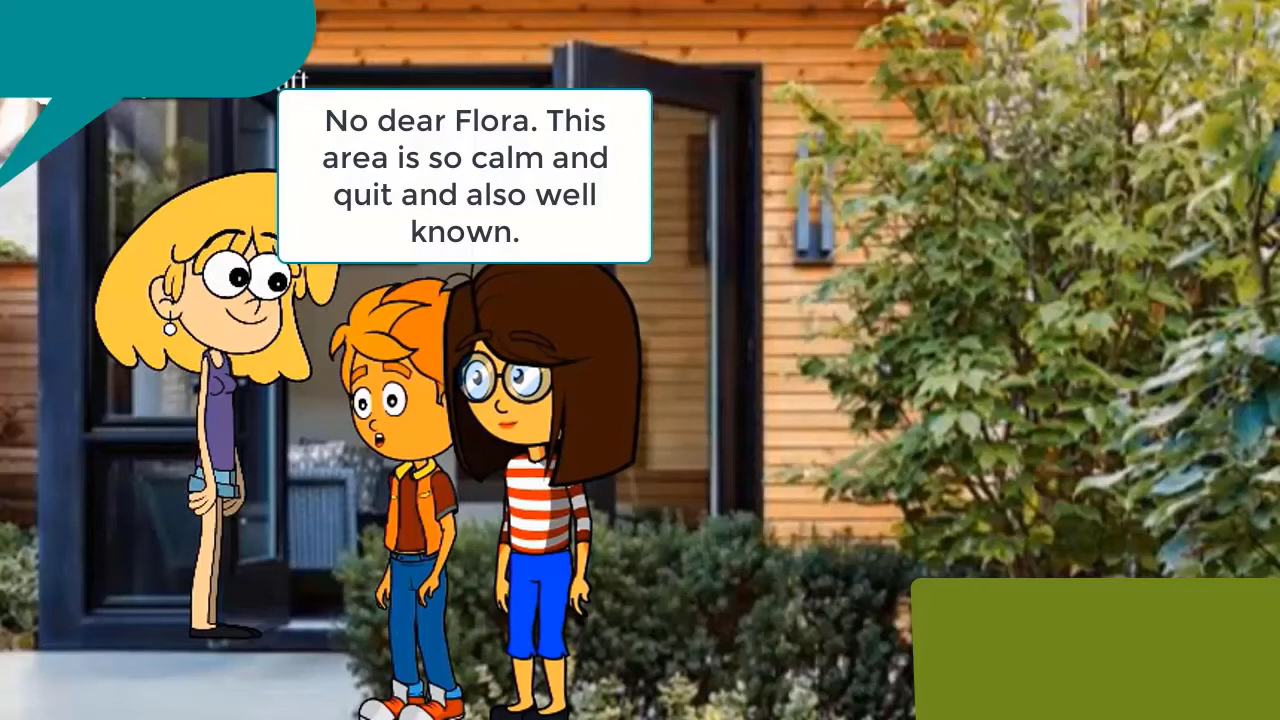 No dear Flora. This
area is so calm and
quit and also well
known.